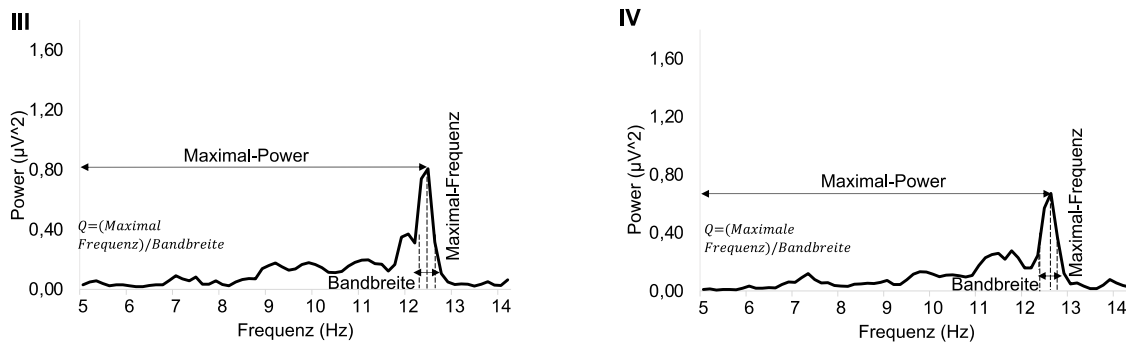 III
1,60
1,20
0,80
0,40
0,00
Power (µV^2)
Maximal-Power
Maximal-Frequenz
Q=(Maximal
Frequenz)/Bandbreite
Bandbreite
5 6 7 8 9 10 11 12 13 14
Frequenz (Hz)
IV
1,60
1,20
0,80
0,40
0,00
Power (µV^2)
Maximal-Power
Maximal-Frequenz
Q=(Maximale
Frequenz)/Bandbreite
Bandbreite
5 6 7 8 9 10 11 12 13 14
Frequenz (Hz)